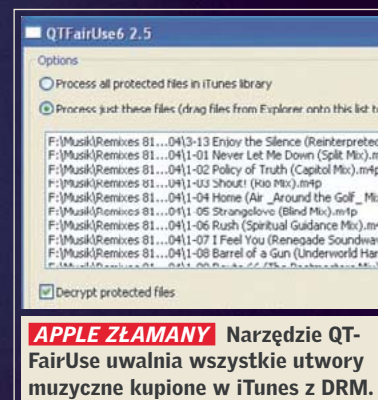 QTFairUse6 2.5
Options
Process all protected files in iTunes library
Process just these files (drag files from Explorer onto this list t
F:\Musik\Remixes 81...04\3-13 Enjoy the Silence (Reinterpreted
F:\Musik\Remixes 81...04\1-01 Never Let Me Down (Split Mix).m
F:\Musik\Remixes 81...04\1-02 Policy of Truth (Capitol Mix).m4p
F:\Musik\Remixes 81...04\1-03 Shout! (Rio Mix).m4p
F:\Musik\Remixes 81...04\1-04 Home (Air _Around the Golf_ Mix
F:\Musik\Remixes 81...04\1-05 Strangelove (Blind Mix).m4p
F:\Musik\Remixes 81...04\1-06 Rush (Spiritual Guidance Mix).m4
F:\Musik\Remixes 81...04\1-07 I Feel You (Renegade Soundwav
F:\Musik\Remixes 81...04\1-08 Barrel of a Gun (Underworld Har
Decrypt protected files
APPLE ZŁAMANY Narzędzie QT-
FairUse uwalnia wszystkie utwory
muzyczne kupione w iTunes z DRM.